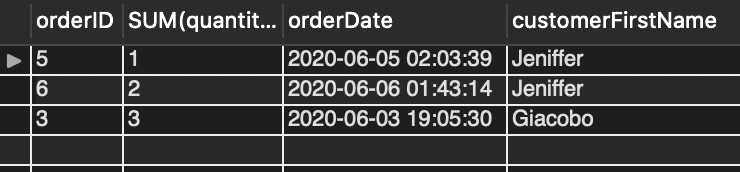 orderID SUM(quantit... orderDate customerFirstName
5 1 2020-06-05 02:03:39 Jeniffer
6 2 2020-06-06 01:43:14 Jeniffer
3 3 2020-06-03 19:05:30 Giacobo